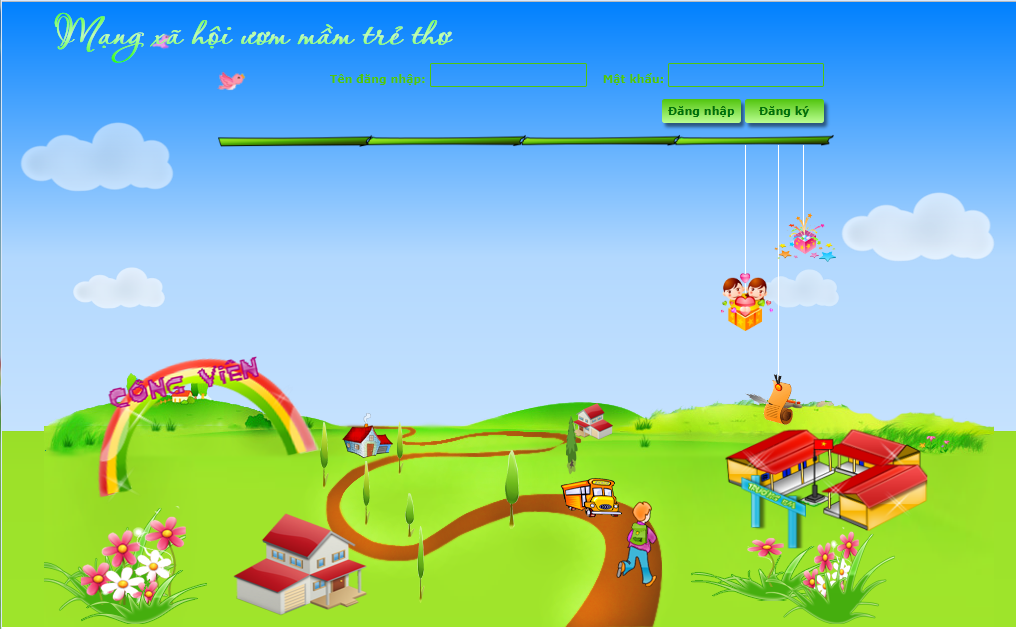 Mạng xã hội ươm mầm trẻ thơ
Tên đăng nhập:
Mật khẩu:
Đăng nhập
Đăng ký
CÔNG VIÊN